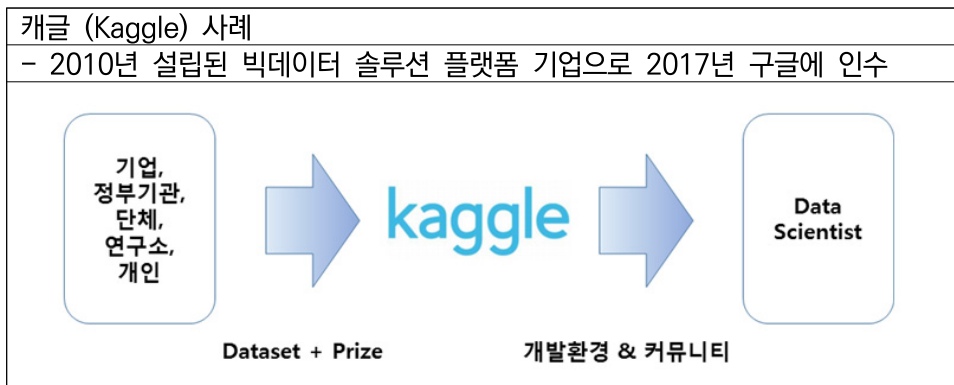 캐글 (Kaggle) 사례
- 2010년 설립된 빅데이터 솔루션 플랫폼 기업으로 2017년 구글에 인수
기업,
정부기관,
단체,
연구소,
개인
kaggle
Data
Scientist
Dataset + Prize
개발환경 & 커뮤니티